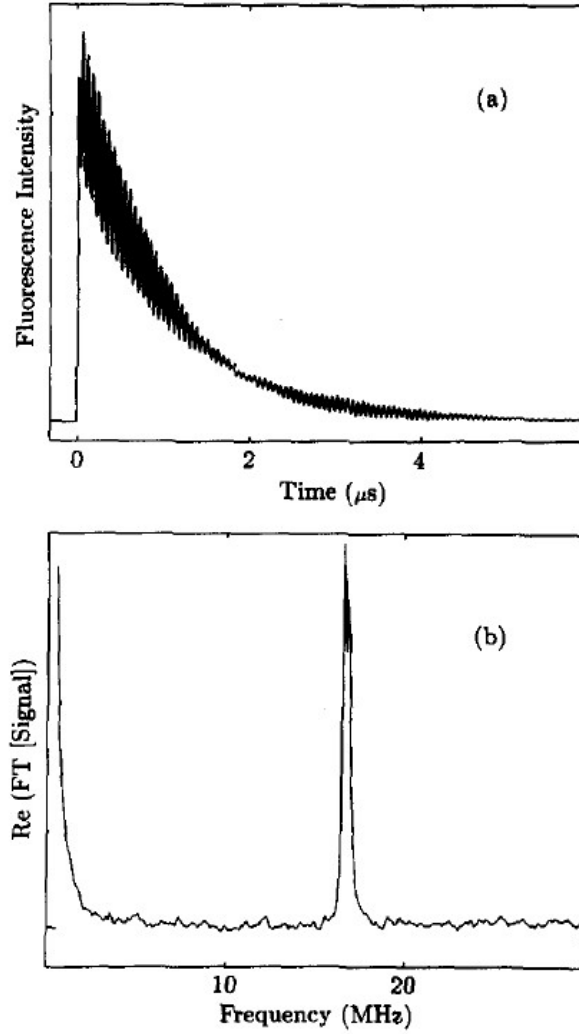 (a)
Fluorescence Intensity
0 2 4
Time (μs)
(b)
Re (FT [Signal])
10 20
Frequency (MHz)